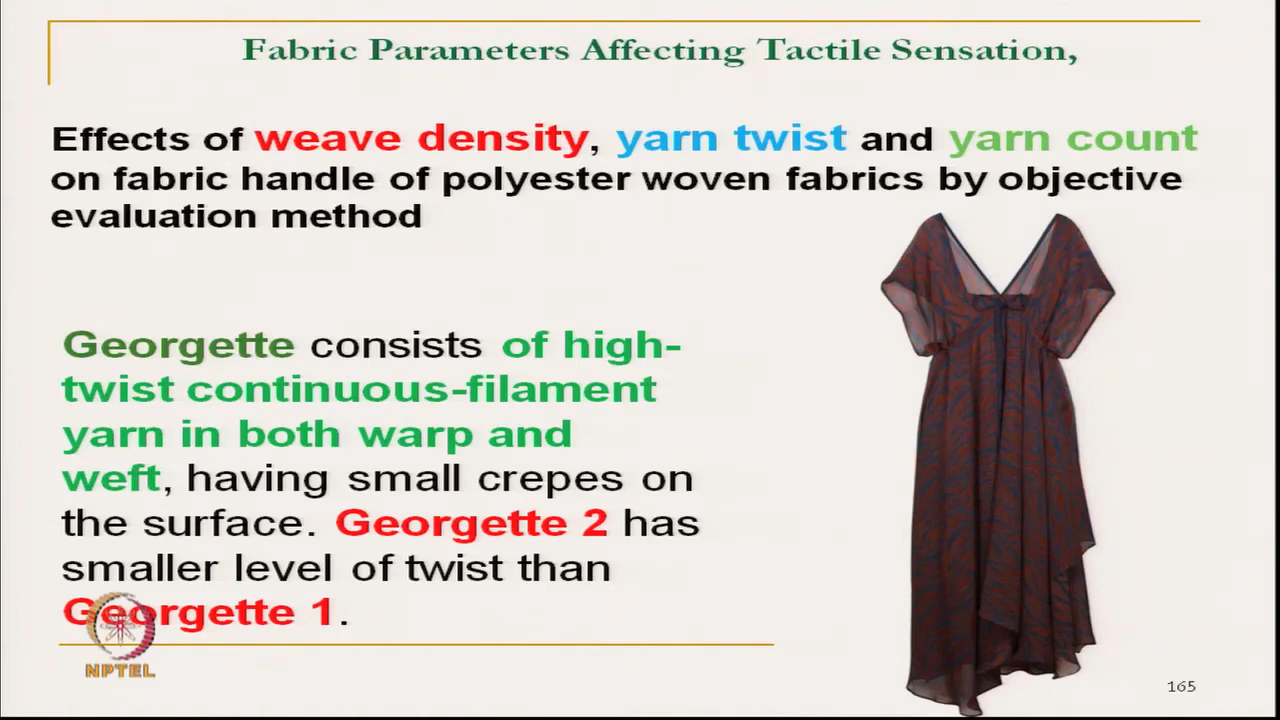 Fabric Parameters Affecting Tactile Sensation,
Effects of weave density, yarn twist and yarn count
on fabric handle of polyester woven fabrics by objective
evaluation method
Georgette consists of high-
twist continuous-filament
yarn in both warp and
weft, having small crepes on
the surface. Georgette 2 has
smaller level of twist than
Georgette 1.
NPTEL
165